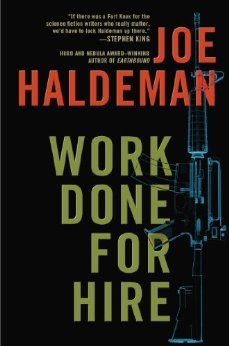 "If there was a Fort Knox for the
science fiction writers who really matter,
we'd have to lock Haldeman up there."
—STEPHEN KING
JOE
HUGO AND NEBULA AWARD–WINNING
AUTHOR OF EARTHBOUND
HALDEMAN
WORK
DONE
FOR
HIRE